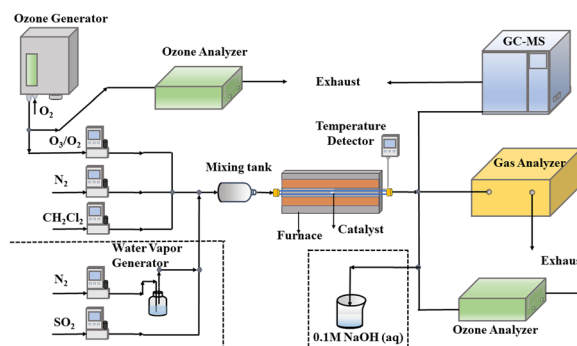 Ozone Generator
O₂
Ozone Analyzer
Exhaust
GC-MS
Temperature
Detector
O₃/O₂
N₂
CH₂Cl₂
Mixing tank
Furnace
Catalyst
Gas Analyzer
Exhaus
Water Vapor
Generator
N₂
SO₂
0.1M NaOH (aq)
Ozone Analyzer